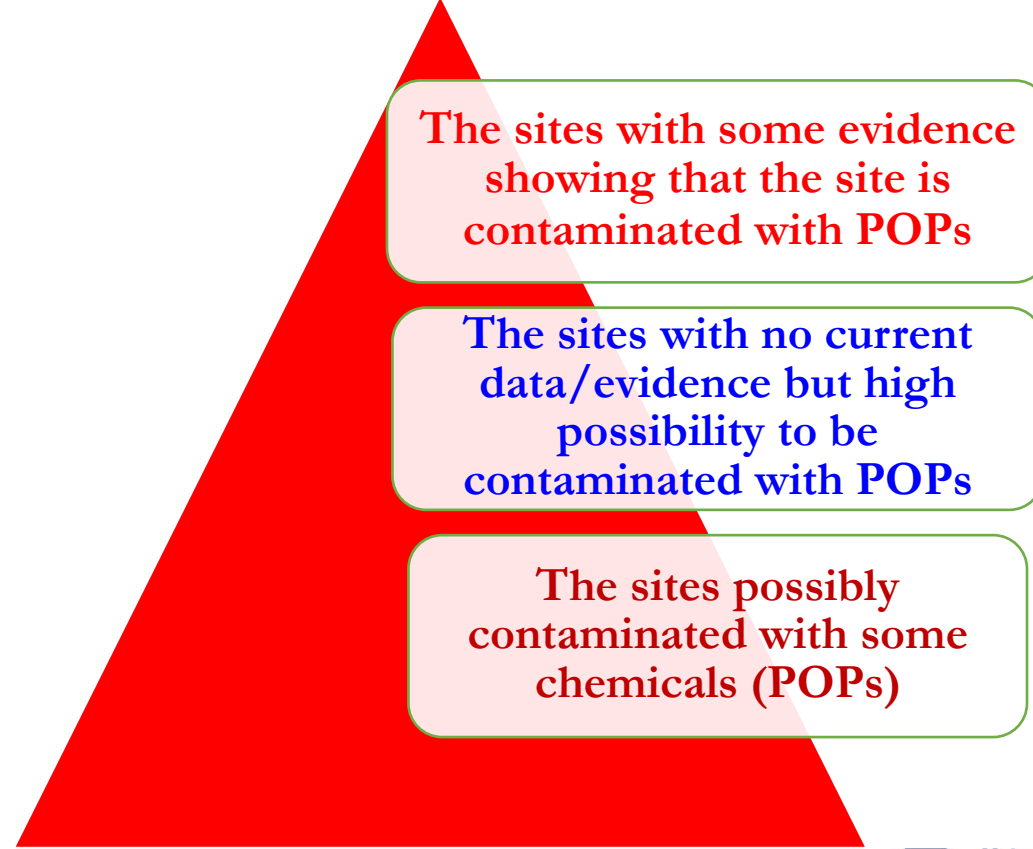 The sites with some evidence
showing that the site is
contaminated with POPs
The sites with no current
data/evidence but high
possibility to be
contaminated with POPs
The sites possibly
contaminated with some
chemicals (POPs)